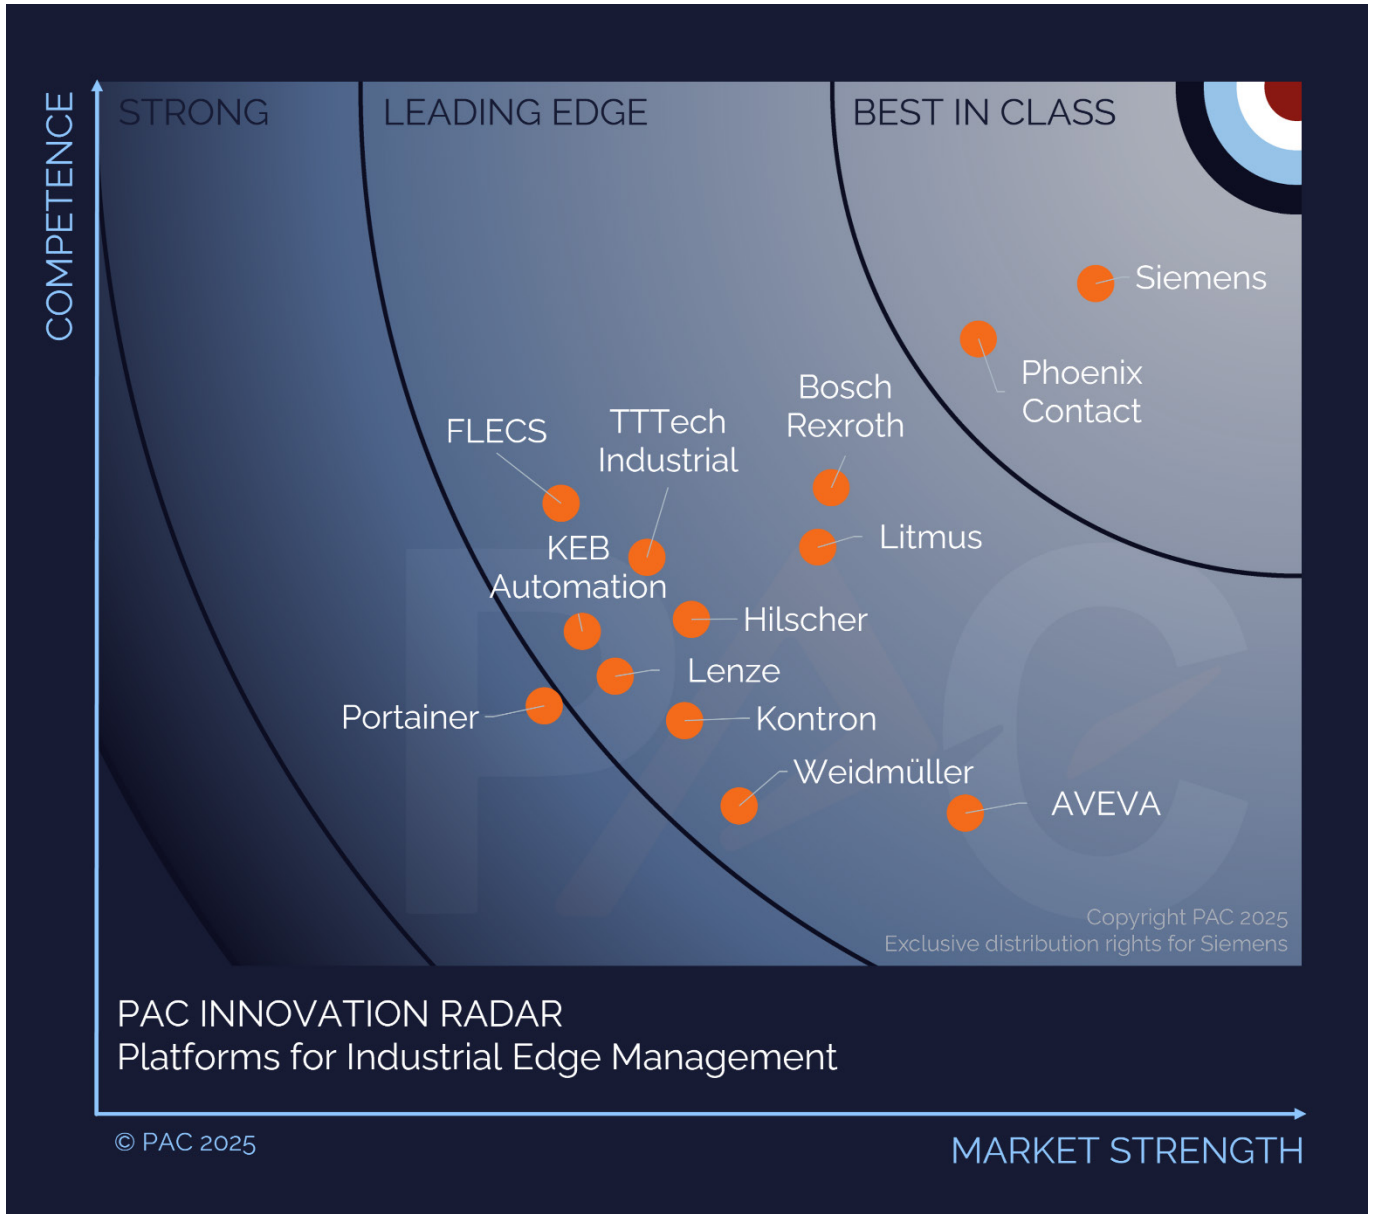 COMPETENCE
STRONG
LEADING EDGE
BEST IN CLASS
Siemens
Phoenix
Contact
Bosch
Rexroth
TTTech
Industrial
FLECS
Litmus
KEB
Automation
Hilscher
Lenze
Portainer
Kontron
Weidmüller
AVEVA
PAC
Copyright PAC 2025
Exclusive distribution rights for Siemens
PAC INNOVATION RADAR
Platforms for Industrial Edge Management
© PAC 2025
MARKET STRENGTH